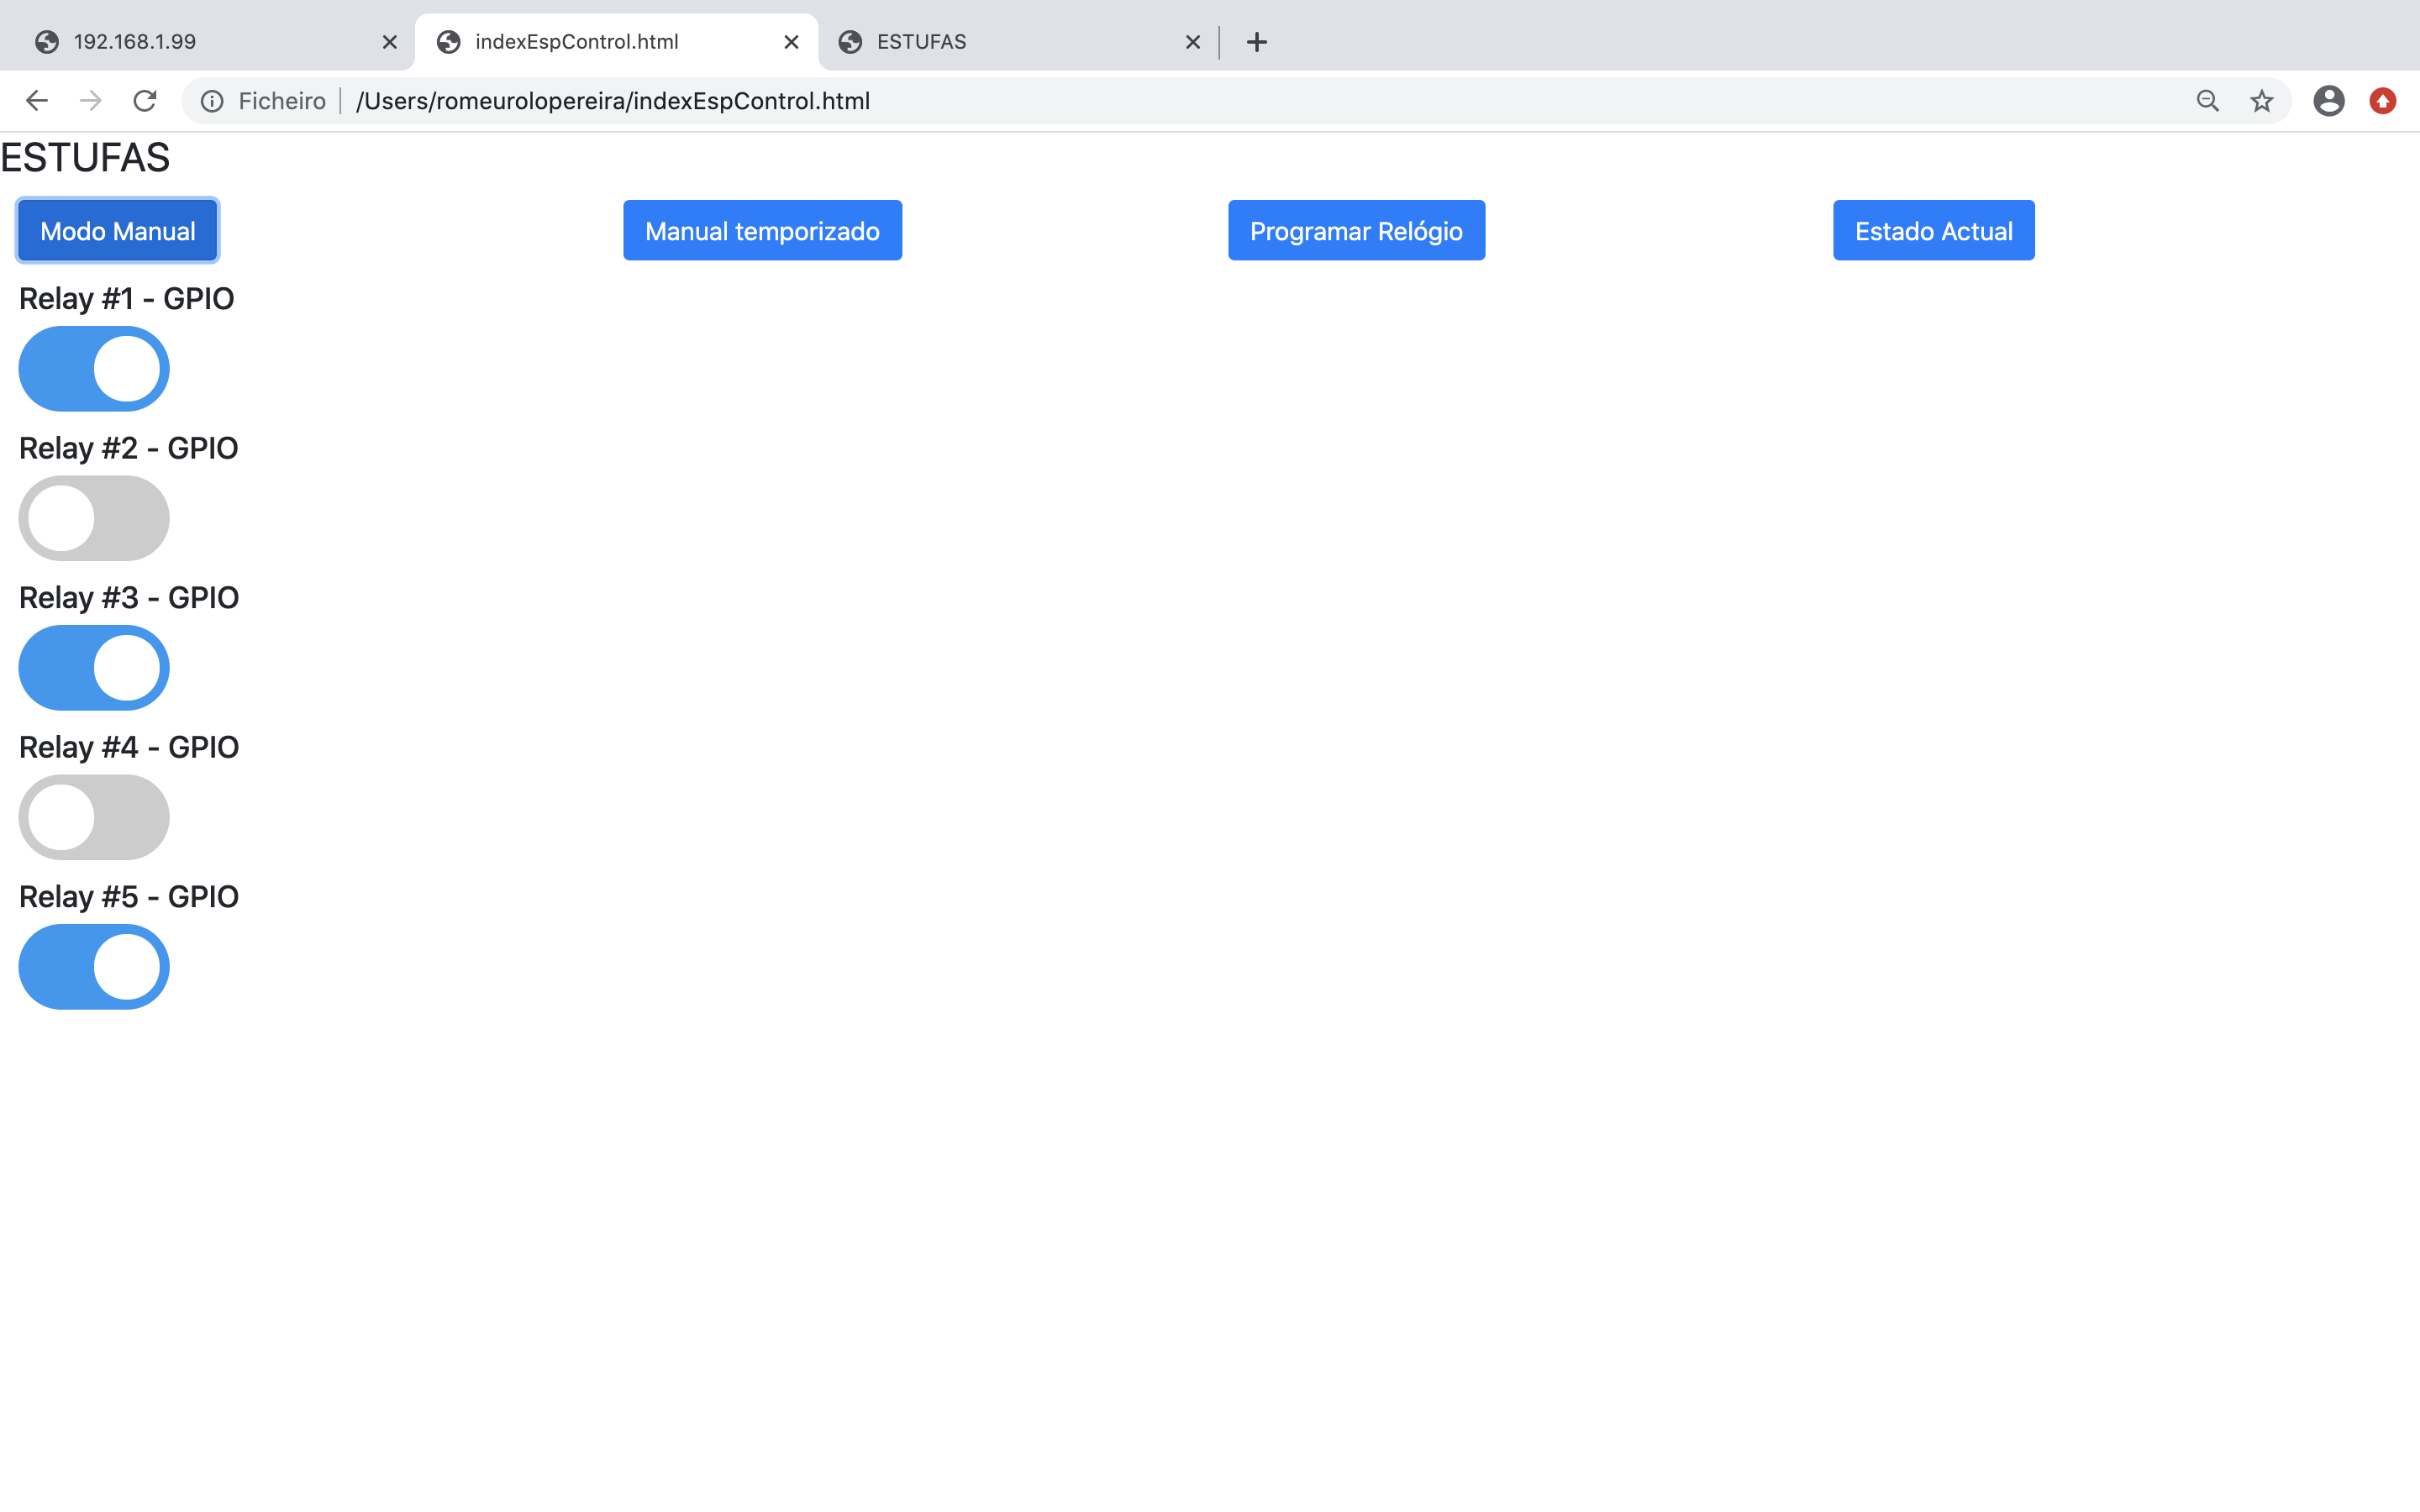 192.168.1.99
indexEspControl.html
ESTUFAS
Ficheiro
/Users/romeurolopereira/indexEspControl.html
ESTUFAS
Modo Manual
Manual temporizado
Programar Relógio
Estado Actual
Relay #1 - GPIO
Relay #2 - GPIO
Relay #3 - GPIO
Relay #4 - GPIO
Relay #5 - GPIO